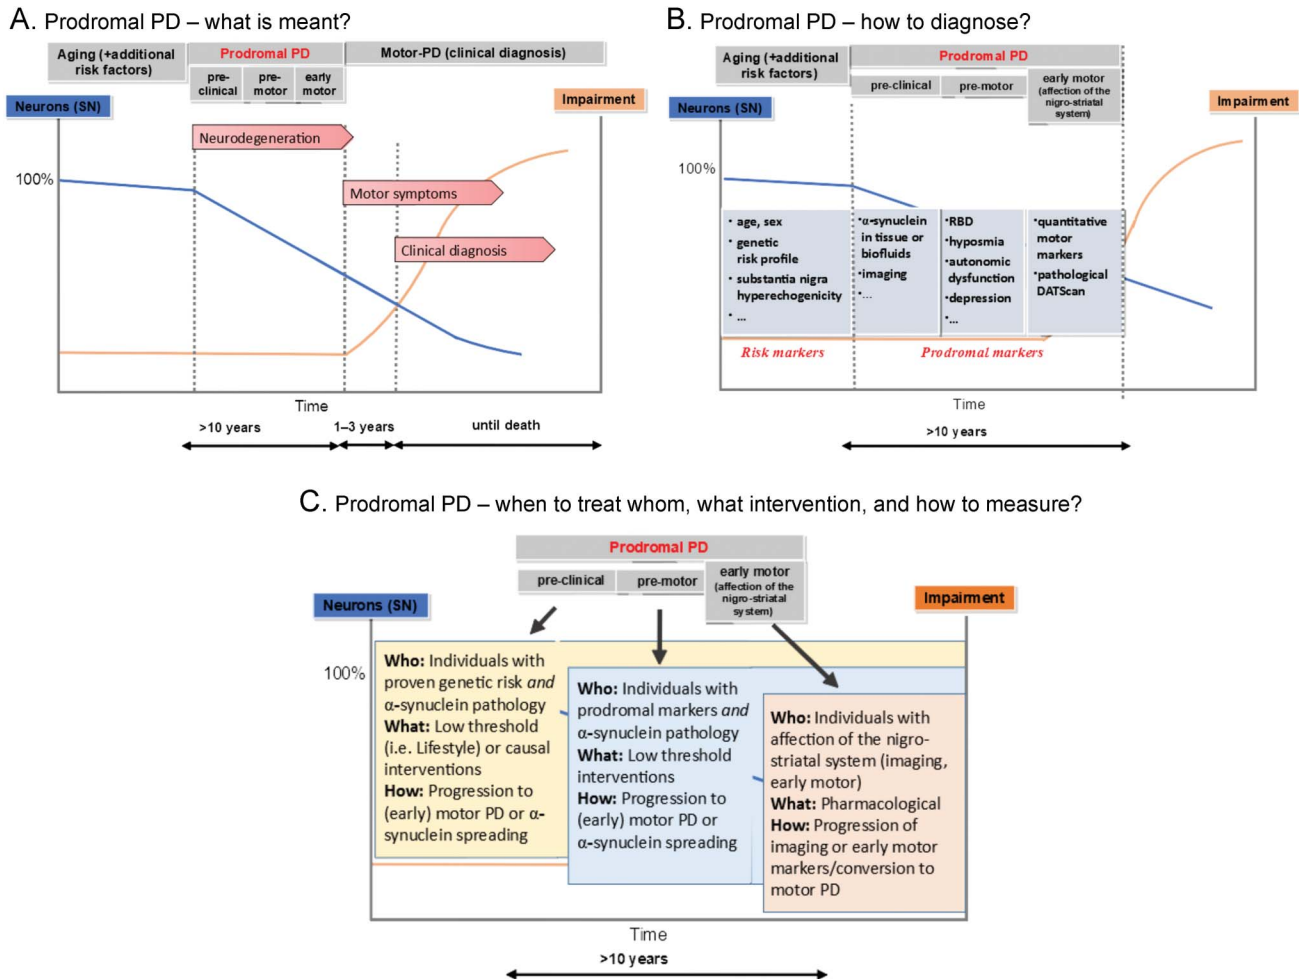 A. Prodromal PD – what is meant?
Aging (+additional
risk factors)
Prodromal PD
Motor-PD (clinical diagnosis)
pre-
clinical
pre-
motor
early
motor
Neurons (SN)
Impairment
Neurodegeneration
100%
Motor symptoms
Clinical diagnosis
Time
>10 years
1–3 years
until death
B. Prodromal PD – how to diagnose?
Aging (+additional
risk factors)
Prodromal PD
pre-clinical
pre-motor
early motor
(affection of the
nigro-striatal
system)
Neurons (SN)
Impairment
100%
• age, sex
• genetic
risk profile
• substantia nigra
hyperechogenicity
• ...
•α-synuclein
in tissue or
biofluids
•imaging
•...
•RBD
•hyposmia
•autonomic
dysfunction
•depression
•...
•quantitative
motor
markers
•pathological
DATScan
Risk markers
Prodromal markers
Time
>10 years
C. Prodromal PD – when to treat whom, what intervention, and how to measure?
Prodromal PD
pre-clinical
pre-motor
early motor
(affection of the
nigro-striatal
system)
Neurons (SN)
Impairment
100%
Who: Individuals with
proven genetic risk and
α-synuclein pathology
What: Low threshold
(i.e. Lifestyle) or causal
interventions
How: Progression to
(early) motor PD or α-
synuclein spreading
Who: Individuals with
prodromal markers and
α-synuclein pathology
What: Low threshold
interventions
How: Progression to
(early) motor PD or
α-synuclein spreading
Who: Individuals with
affection of the nigro-
striatal system (imaging,
early motor)
What: Pharmacological
How: Progression of
imaging or early motor
markers/conversion to
motor PD
Time
>10 years